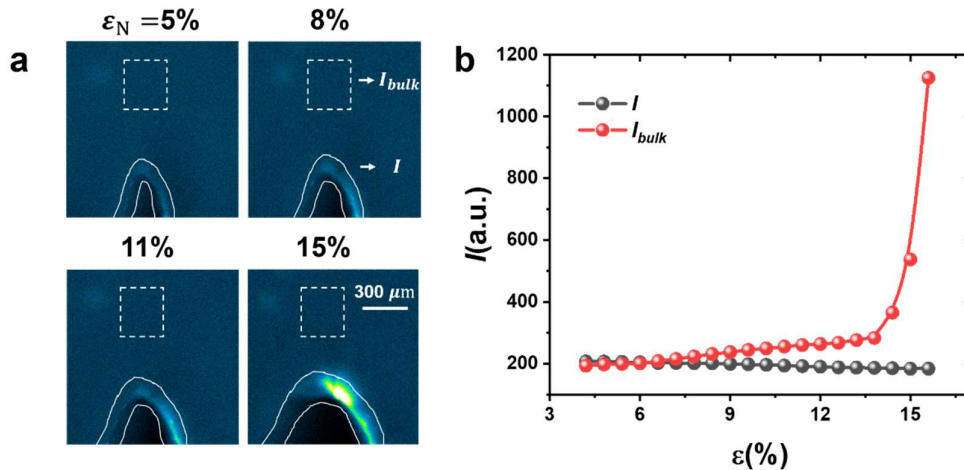 a
ε_N =5%
8%
I_bulk
I
11%
15%
300 μm
b
I
I_bulk
I(a.u.)
1200
1000
800
600
400
200
3
6
9
12
15
ε(%)